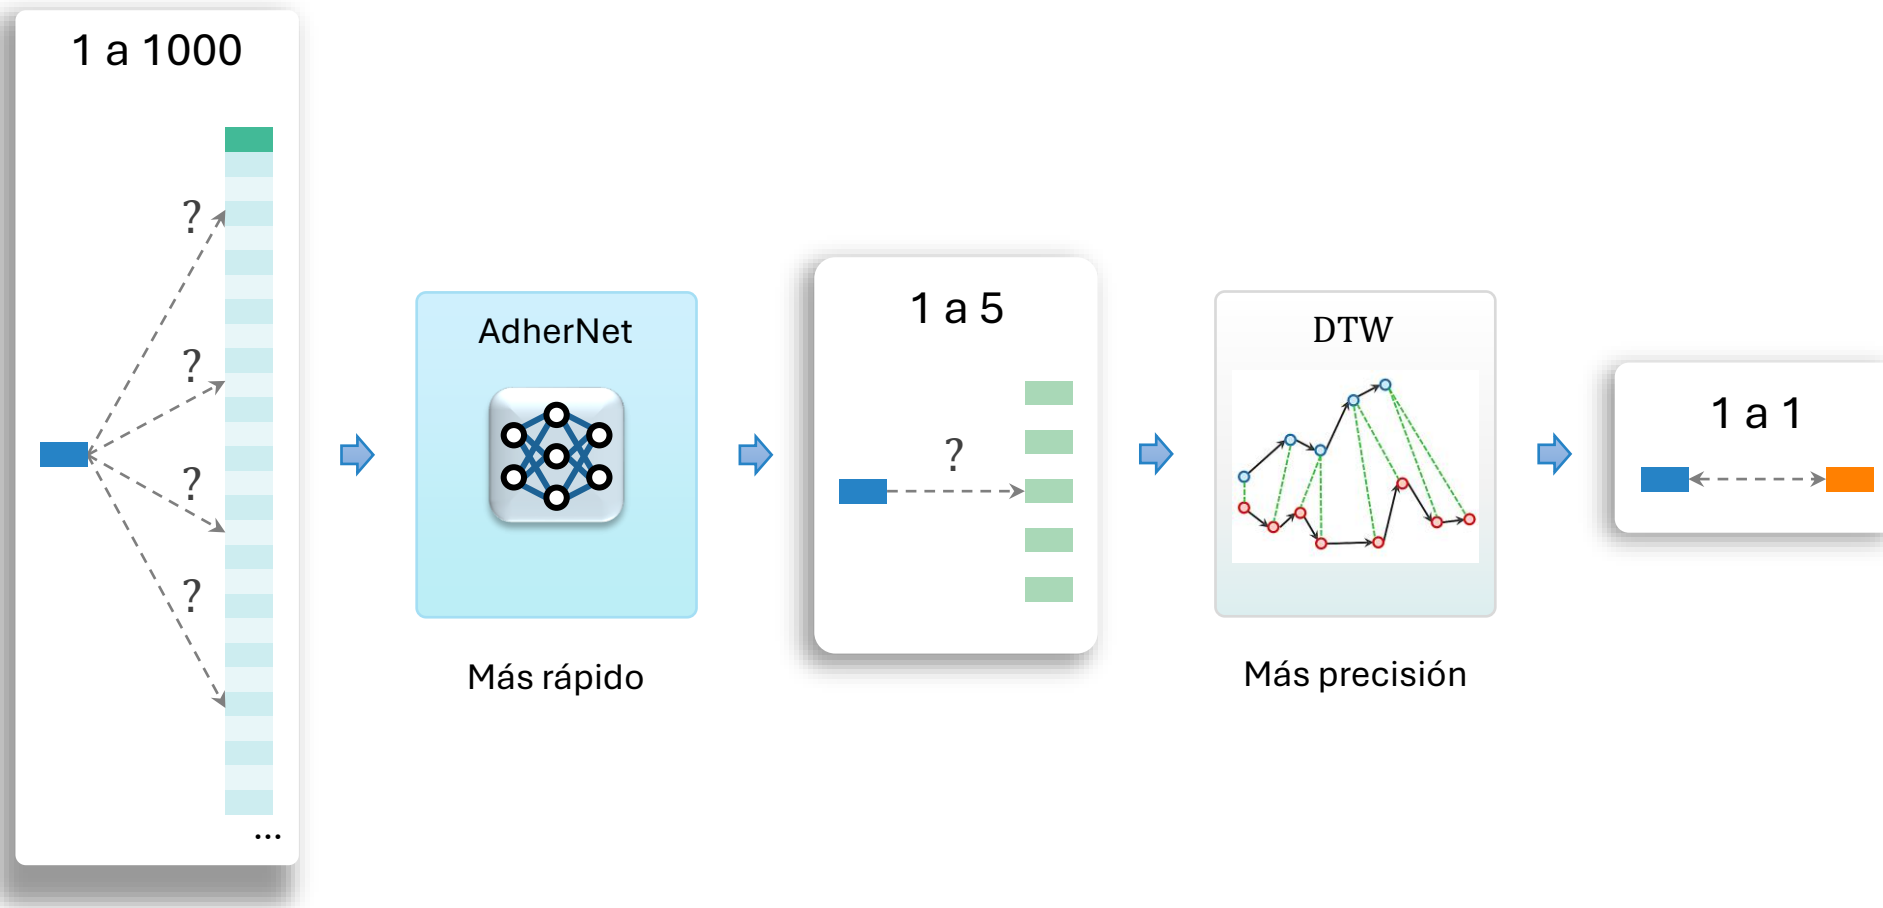 1 a 1000
?
?
?
?
...
AdherNet
Más rápido
1 a 5
?
DTW
Más precisión
1 a 1